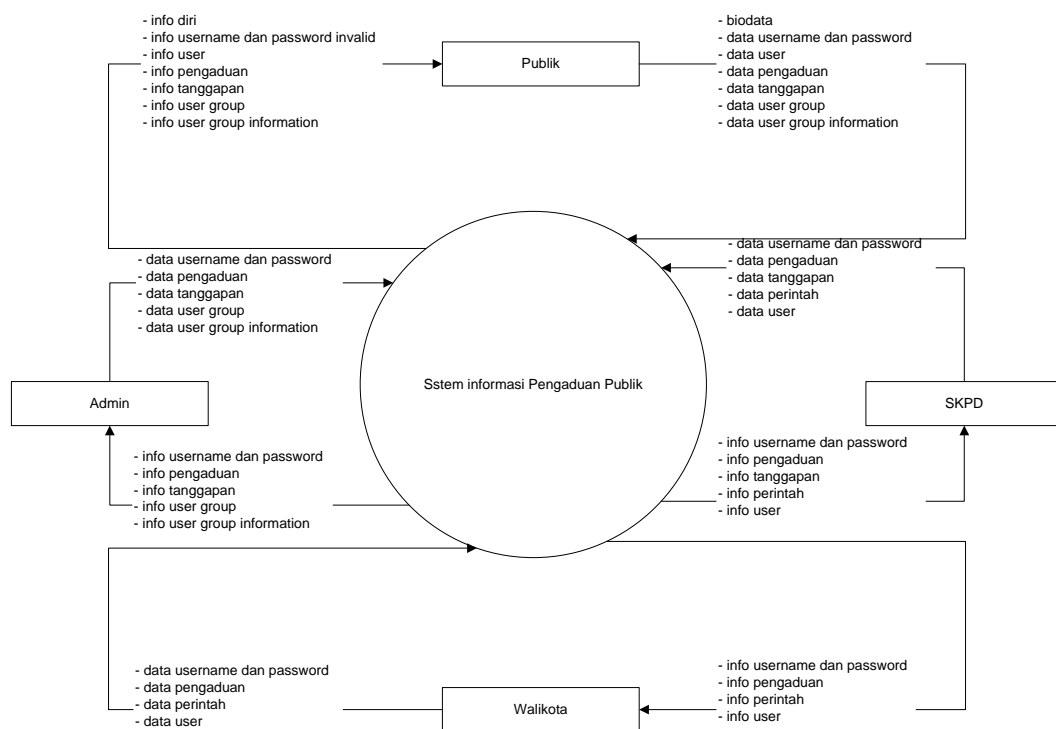 - info diri
- info username dan password invalid
- info user
- info pengaduan
- info tanggapan
- info user group
- info user group information
Publik
- biodata
- data username dan password
- data user
- data pengaduan
- data tanggapan
- data user group
- data user group information
- data username dan password
- data pengaduan
- data tanggapan
- data user group
- data user group information
- data username dan password
- data pengaduan
- data tanggapan
- data perintah
- data user
Admin
Sstem informasi Pengaduan Publik
SKPD
- info username dan password
- info pengaduan
- info tanggapan
- info user group
- info user group information
- info username dan password
- info pengaduan
- info tanggapan
- info perintah
- info user
- data username dan password
- data pengaduan
- data perintah
- data user
Walikota
- info username dan password
- info pengaduan
- info perintah
- info user